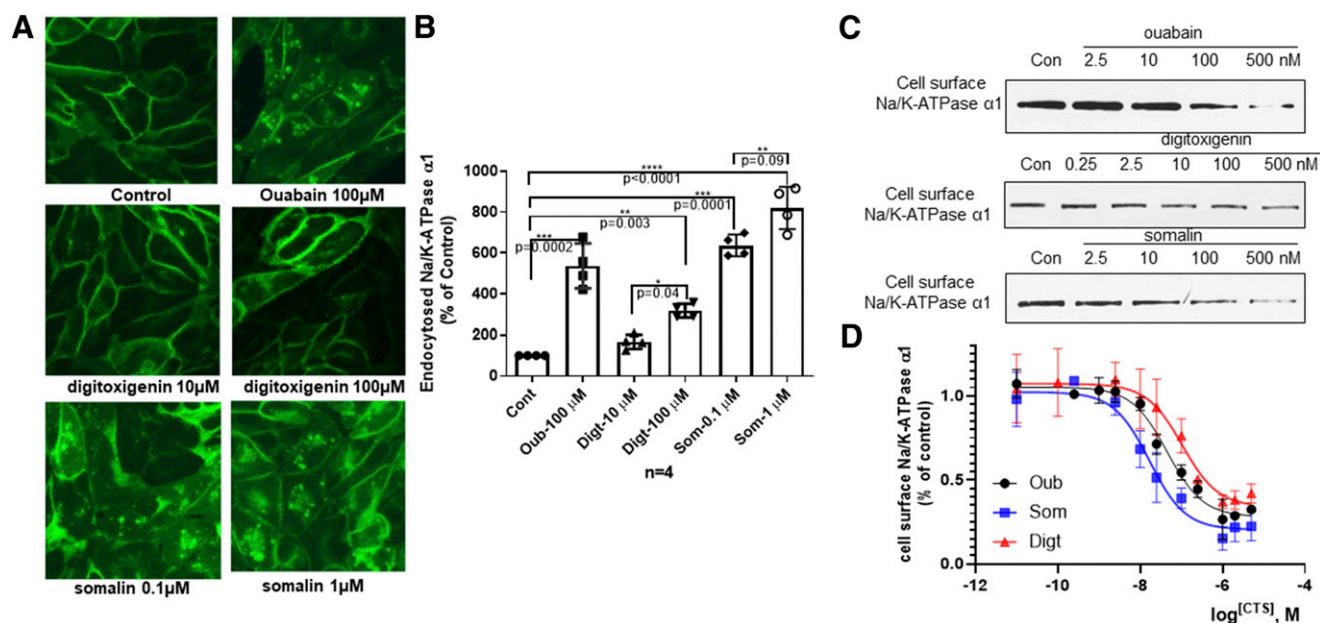 A
Control
Ouabain 100μM
digitoxigenin 10μM
digitoxigenin 100μM
somalin 0.1μM
somalin 1μM
B
Endocytosed Na/K-ATPase α1
(% of Control)
1000
800
600
400
200
0
****
p<0.0001
**
p=0.09
***
p=0.0001
**
p=0.003
***
p=0.0002
*
p=0.04
Cont
Oub-100 μM
Digt-10 μM
Digt-100 μM
Som-0.1 μM
Som-1 μM
n=4
C
ouabain
Con 2.5 10 100 500 nM
Cell surface
Na/K-ATPase α1
digitoxigenin
Con 0.25 2.5 10 100 500 nM
Cell surface
Na/K-ATPase α1
somalin
Con 2.5 10 100 500 nM
Cell surface
Na/K-ATPase α1
D
cell surface Na/K-ATPase α1
(% of control)
1.0
0.5
0.0
Oub
Som
Digt
-12 -10 -8 -6 -4
log[CTS], M